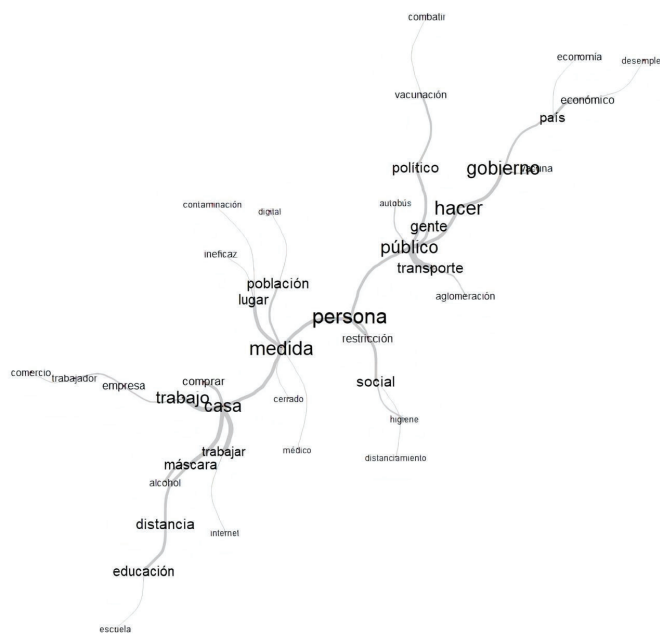 combatir
economía
desemple
vacunación
económico
país
político
gobierno
vacuna
contaminación
digital
autobús
hacer
gente
público
ineficaz
transporte
población
aglomeración
lugar
persona
restricción
medida
comercio
trabajador
empresa
comprar
social
trabajo
casa
cerrado
higiene
trabajar
médico
máscara
distanciamiento
alcohol
distancia
internet
educación
escuela